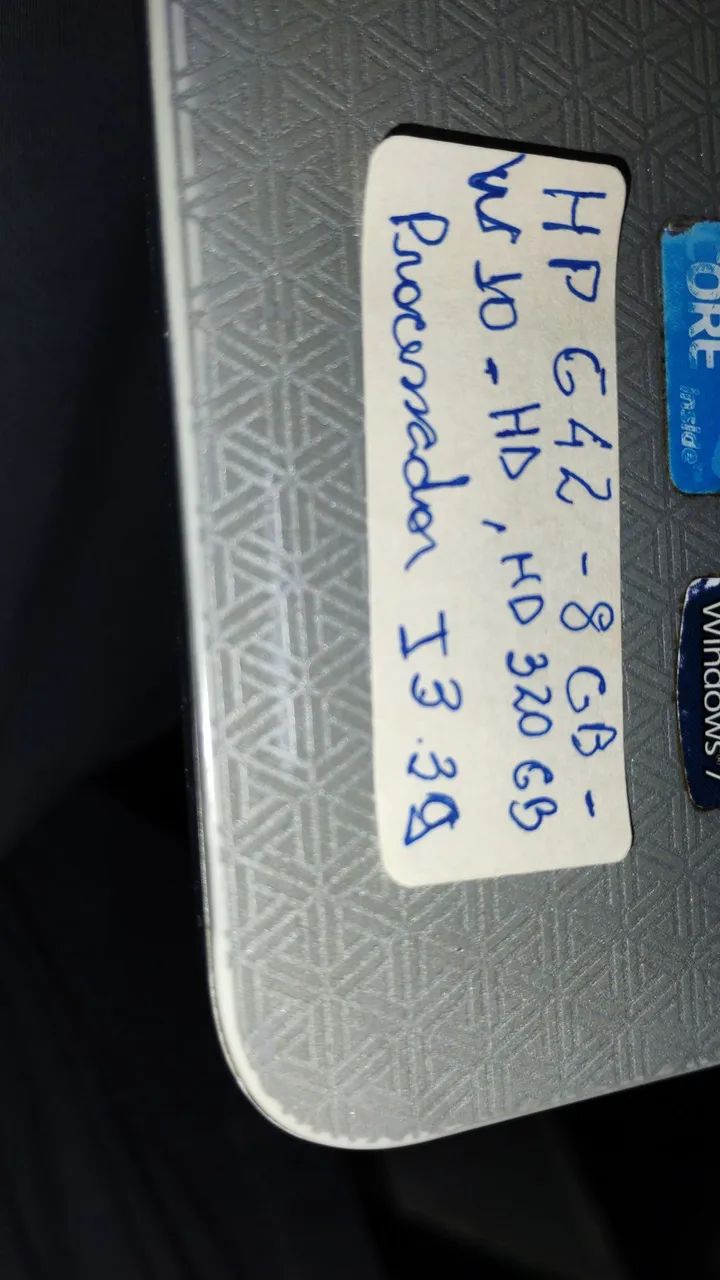 HP G42 - 8 GB -
W 10 - HD, HD 320 GB
Processador I3.3g
CORE inside
Windows 7